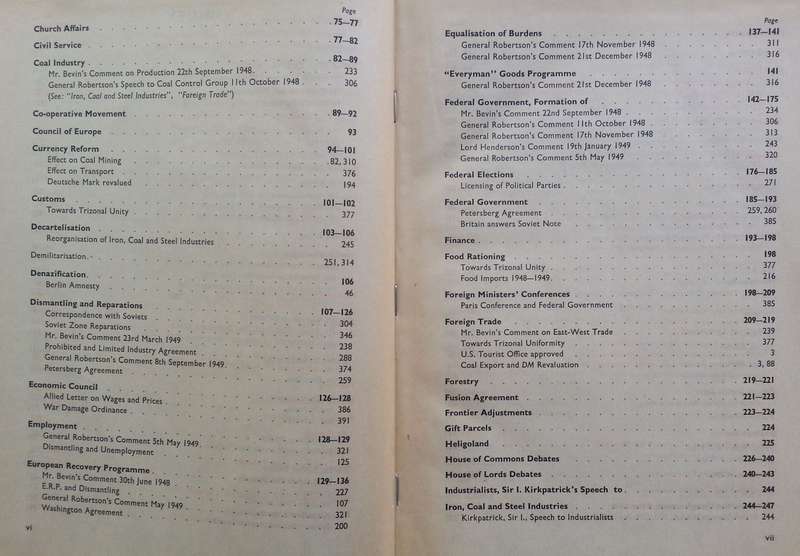 Page
Church Affairs 75—77
Civil Service 77—82
Coal Industry 82—89
Mr. Bevin's Comment on Production 22nd September 1948. 233
General Robertson's Speech to Coal Control Group 11th October 1948 306
(See: "Iron, Coal and Steel Industries", "Foreign Trade")
Co-operative Movement 89—92
Council of Europe 93
Currency Reform 94—101
Effect on Coal Mining 82, 310
Effect on Transport 376
Deutsche Mark revalued 194
Customs 101—102
Towards Trizonal Unity 377
Decartelisation 103—106
Reorganisation of Iron, Coal and Steel Industries 245
Demilitarisation. 251, 314
Denazification. 106
Berlin Amnesty 46
Dismantling and Reparations 107—126
Correspondence with Soviets 304
Soviet Zone Reparations 346
Mr. Bevin's Comment 23rd March 1949 238
Prohibited and Limited Industry Agreement 288
General Robertson's Comment 8th September 1949. 374
Petersberg Agreement 259
Economic Council 126—128
Allied Letter on Wages and Prices 386
War Damage Ordinance 391
Employment 128—129
General Robertson's Comment 5th May 1949. 321
Dismantling and Unemployment 125
European Recovery Programme 129—136
Mr. Bevin's Comment 30th June 1948 227
E.R.P. and Dismantling 107
General Robertson's Comment May 1949 321
Washington Agreement 200
vi
Page
Equalisation of Burdens 137—141
General Robertson's Comment 17th November 1948 311
General Robertson's Comment 21st December 1948 316
"Everyman" Goods Programme 141
General Robertson's Comment 21st December 1948 316
Federal Government, Formation of 142—175
Mr. Bevin's Comment 22nd September 1948 234
General Robertson's Comment 11th October 1948 306
General Robertson's Comment 17th November 1948 313
Lord Henderson's Comment 19th January 1949 243
General Robertson's Comment 5th May 1949 320
Federal Elections 176—185
Licensing of Political Parties 271
Federal Government 185—193
Petersberg Agreement 259, 260
Britain answers Soviet Note 385
Finance 193—198
Food Rationing 198
Towards Trizonal Unity 377
Food Imports 1948—1949 216
Foreign Ministers' Conferences 198—209
Paris Conference and Federal Government 385
Foreign Trade 209—219
Mr. Bevin's Comment on East-West Trade 239
Towards Trizonal Uniformity 377
U.S. Tourist Office approved 3
Coal Export and DM Revaluation 3, 88
Forestry 219—221
Fusion Agreement 221—223
Frontier Adjustments 223—224
Gift Parcels 224
Heligoland 225
House of Commons Debates 226—240
House of Lords Debates 240—243
Industrialists, Sir I. Kirkpatrick's Speech to 244
Iron, Coal and Steel Industries 244—247
Kirkpatrick, Sir I., Speech to Industrialists 244
vii